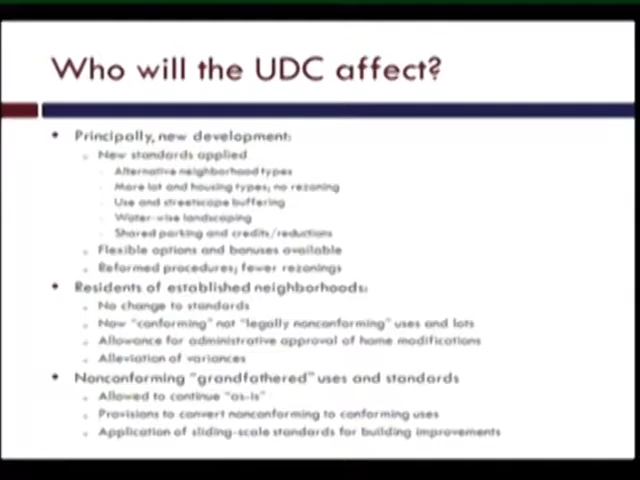 Who will the UDC affect?
• Principally, new development:
New standards applied
Alternative neighborhood types
More lot and housing types; no rezoning
Use and streetscape buffering
Water-wise landscaping
Shared parking and credits/reductions
Flexible options and bonuses available
Reformed procedures; fewer rezonings
• Residents of established neighborhoods:
No change to standards
Now "conforming" not "legally nonconforming" uses and lots
Allowance for administrative approval of home modifications
Alleviation of variances
• Nonconforming "grandfathered" uses and standards
Allowed to continue "as-is"
Provisions to convert nonconforming to conforming uses
Application of sliding-scale standards for building improvements